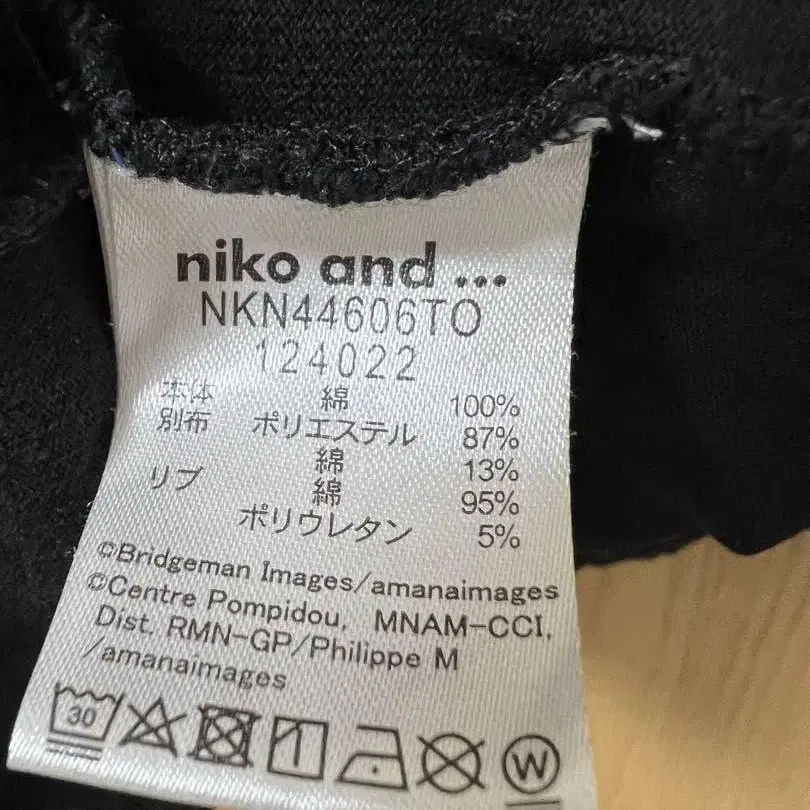 niko and ...
NKN44606TO
124022
本体 綿 100%
別布 ポリエステル 87%
綿 13%
リブ 綿 95%
ポリウレタン 5%
©Bridgeman Images/amanaimages
©Centre Pompidou, MNAM-CCI,
Dist. RMN-GP/Philippe M
/amanaimages
30
W